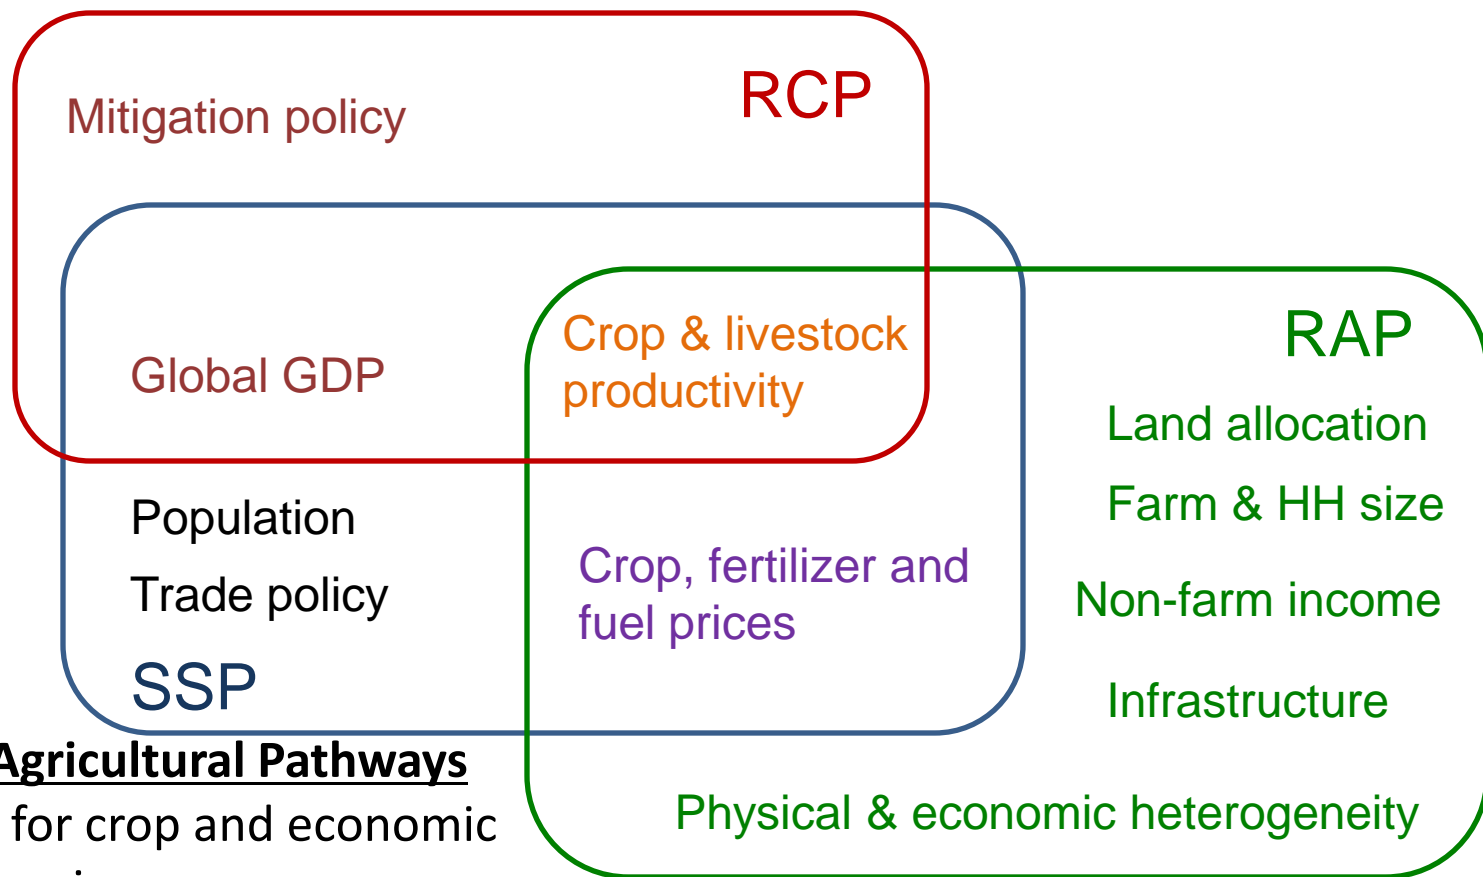 RCP
Mitigation policy
Crop & livestock
productivity
RAP
Global GDP
Land allocation
Farm & HH size
Population
Crop, fertilizer and
fuel prices
Trade policy
Non-farm income
SSP
Infrastructure
Agricultural Pathways
for crop and economic
Physical & economic heterogeneity